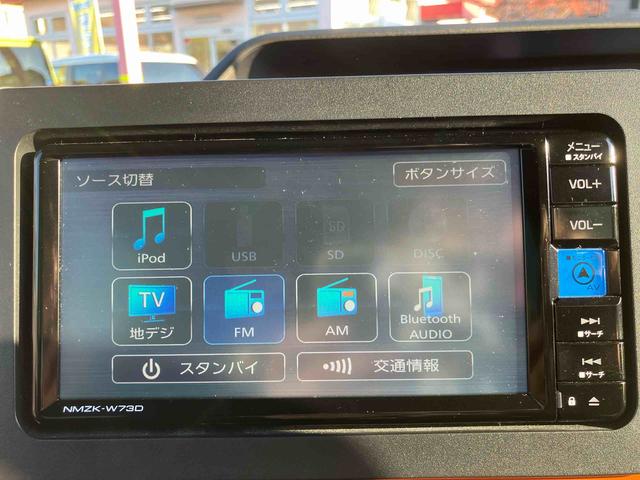 ソース切替
ボタンサイズ
iPod
USB
SD
SD
DISC
TV
地デジ
FM
AM
Bluetooth
AUDIO
スタンバイ
交通情報
NMZK-W73D
メニュー
スタンバイ
VOL+
VOL-
AV
サーチ
サーチ